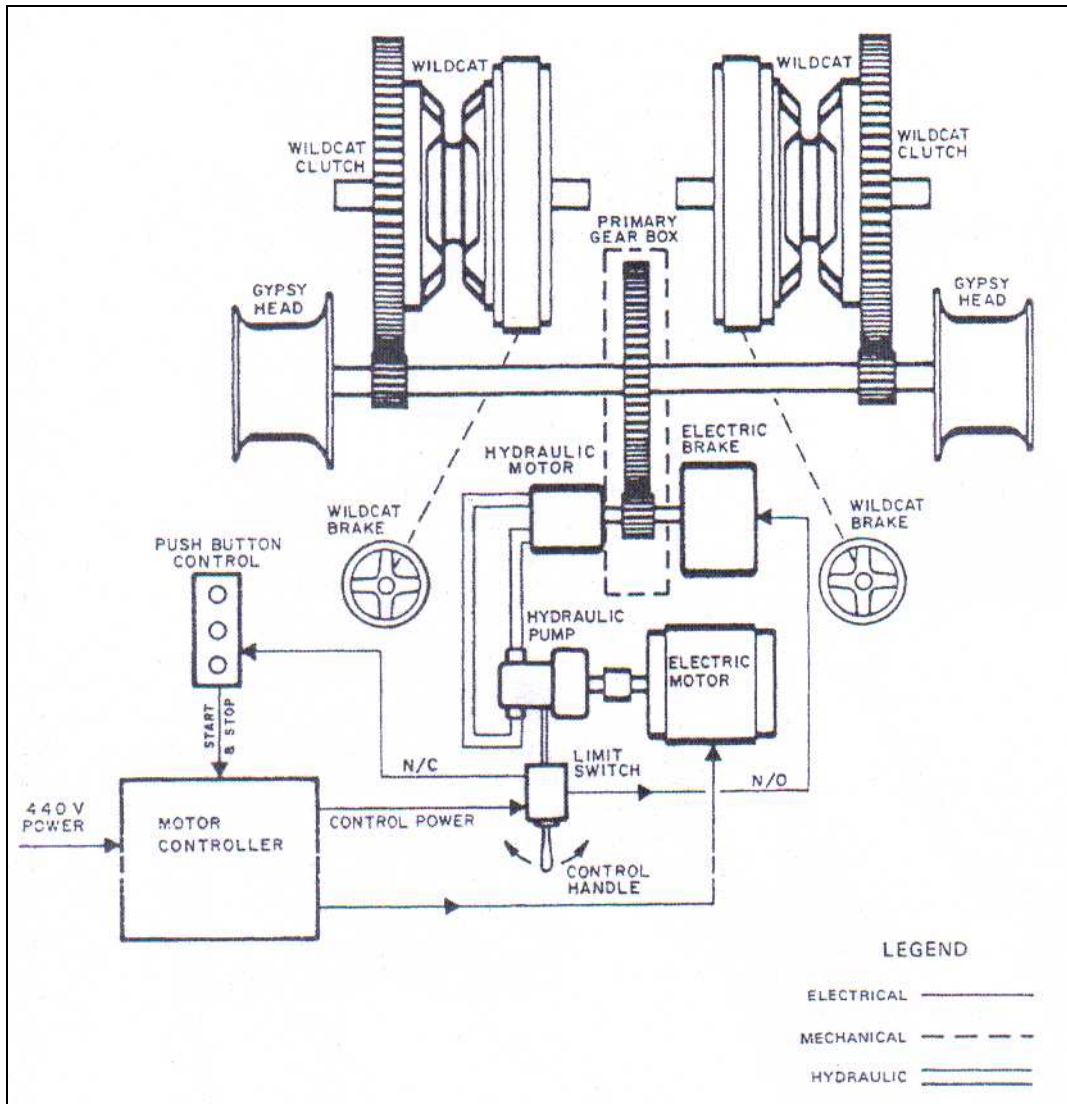 WILDCAT
WILDCAT
WILDCAT
CLUTCH
WILDCAT
CLUTCH
PRIMARY
GEAR BOX
GYPSY
HEAD
GYPSY
HEAD
HYDRAULIC
MOTOR
ELECTRIC
BRAKE
WILDCAT
BRAKE
WILDCAT
BRAKE
PUSH BUTTON
CONTROL
HYDRAULIC
PUMP
ELECTRIC
MOTOR
START
& STOP
N/C
LIMIT
SWITCH
N/O
440V
POWER
MOTOR
CONTROLLER
CONTROL POWER
CONTROL
HANDLE
LEGEND
ELECTRICAL
MECHANICAL
HYDRAULIC